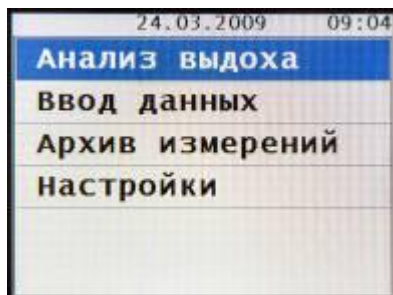 24.03.2009 09:04
Анализ выдоха
Ввод данных
Архив измерений
Настройки